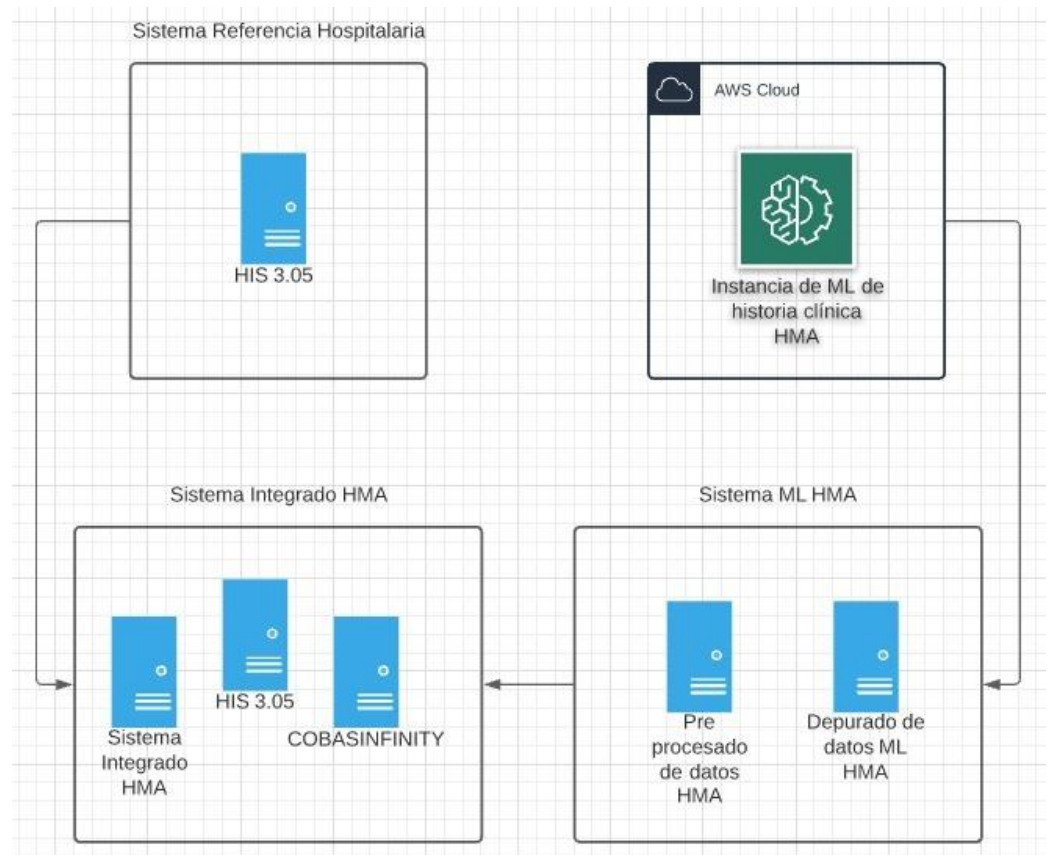 Sistema Referencia Hospitalaria
AWS Cloud
HIS 3.05
Instancia de ML de
historia clínica
HMA
Sistema Integrado HMA
Sistema ML HMA
HIS 3.05
Sistema
Integrado
HMA
COBASINFINITY
Pre
procesado
de datos
HMA
Depurado de
datos ML
HMA